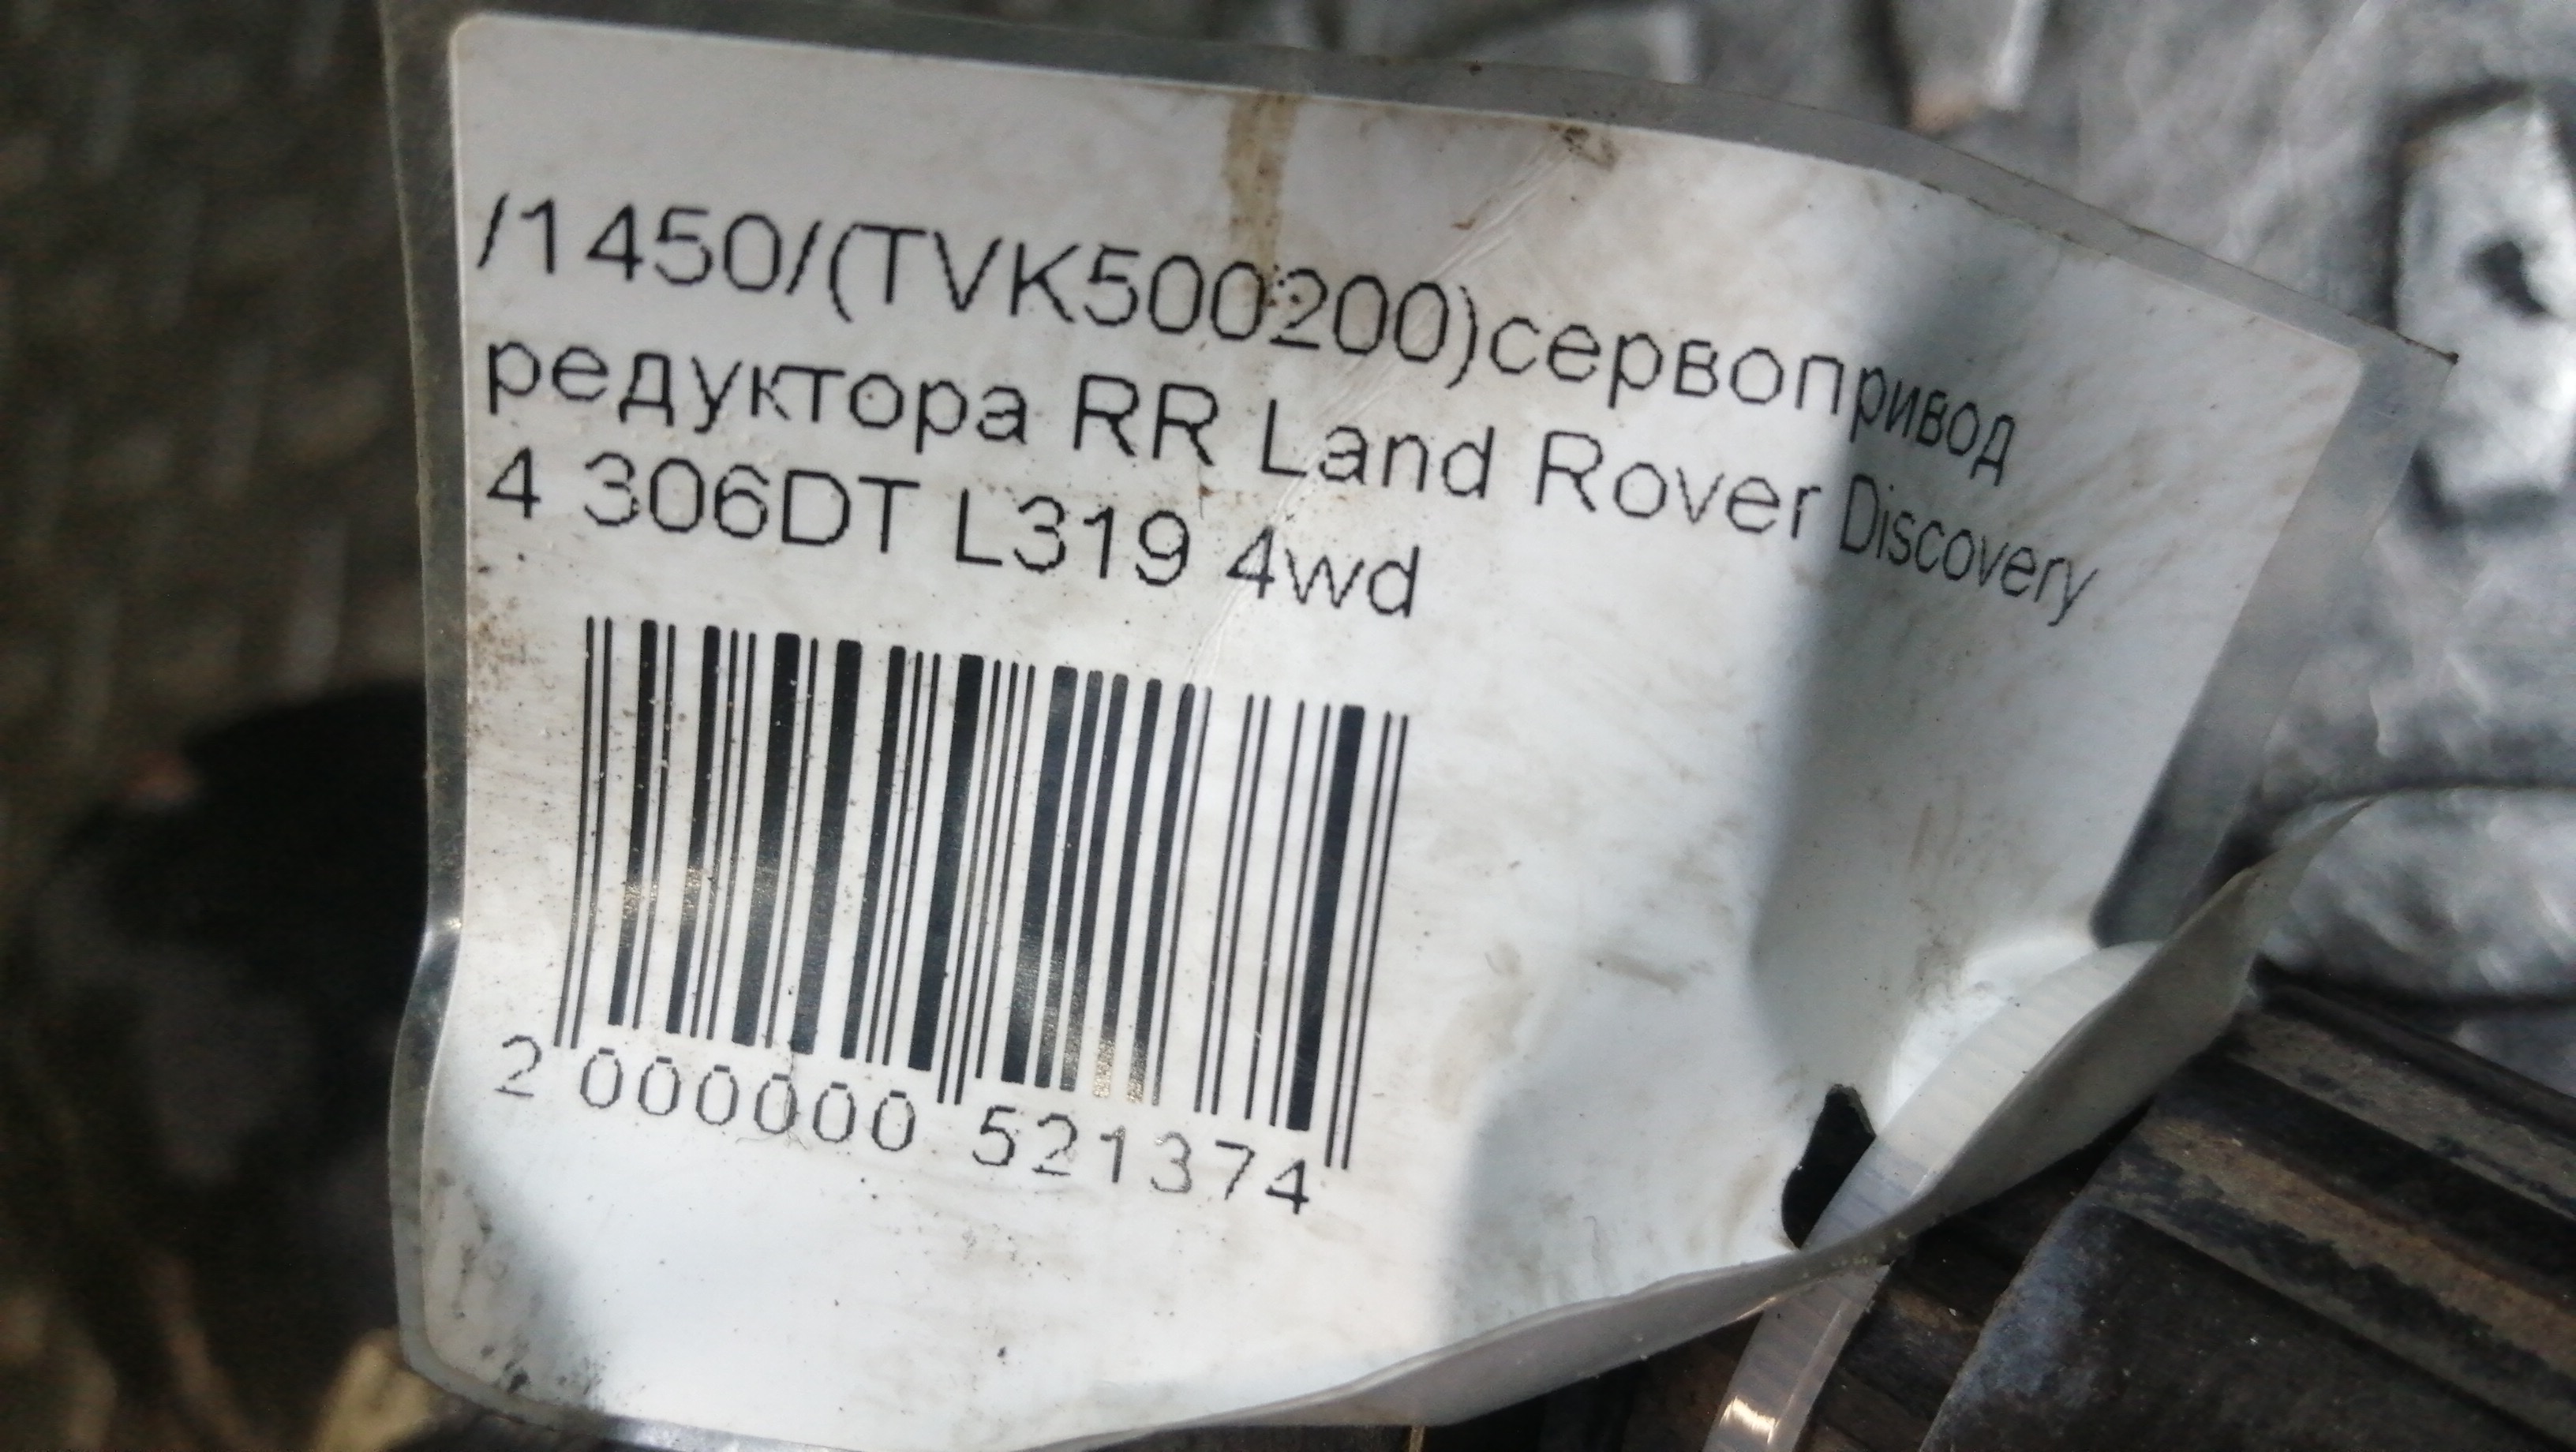 /1450/(TVK500200)сервопривод
редуктора RR Land Rover Discovery
4 306DT L319 4wd
2 000000 521374